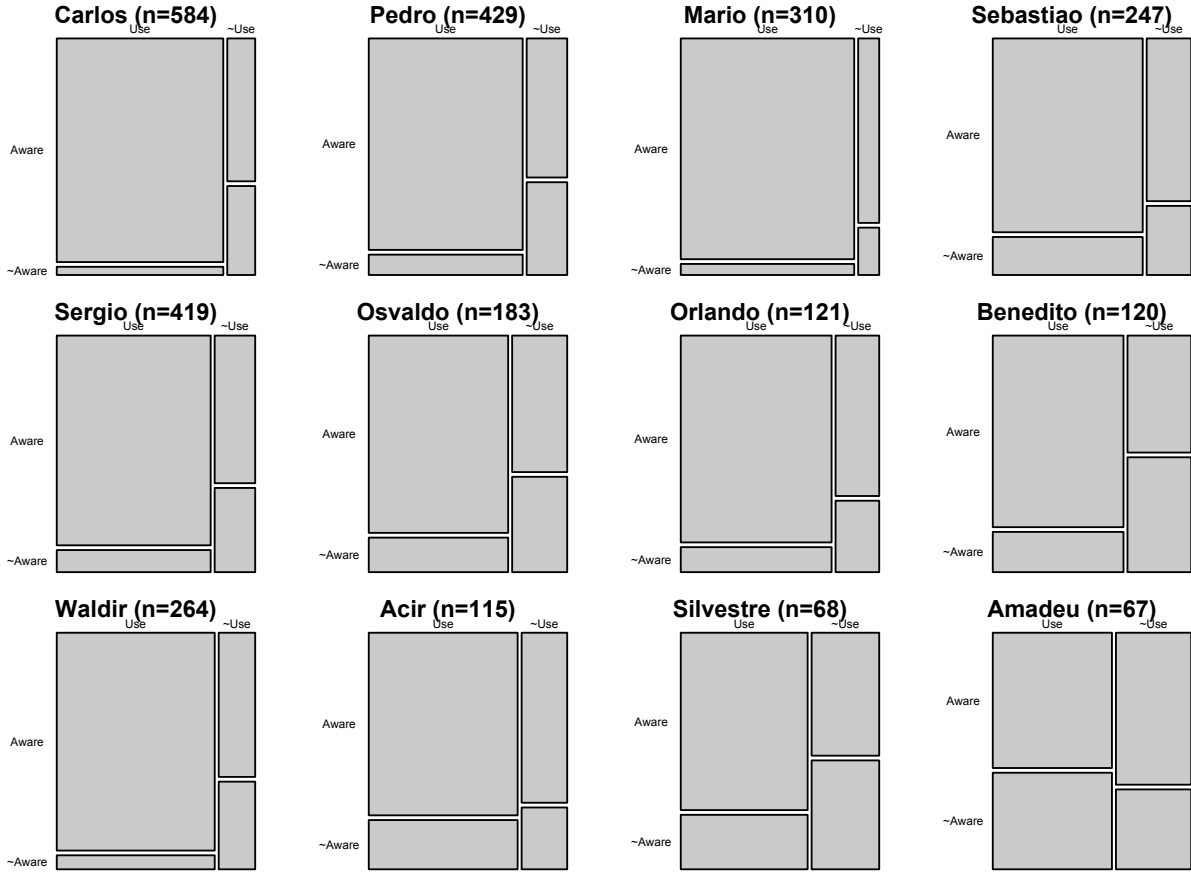 Carlos (n=584)
Use
~Use
Aware
~Aware
Pedro (n=429)
Use
~Use
Aware
~Aware
Mario (n=310)
Use
~Use
Aware
~Aware
Sebastiao (n=247)
Use
~Use
Aware
~Aware
Sergio (n=419)
Use
~Use
Aware
~Aware
Osvaldo (n=183)
Use
~Use
Aware
~Aware
Orlando (n=121)
Use
~Use
Aware
~Aware
Benedito (n=120)
Use
~Use
Aware
~Aware
Waldir (n=264)
Use
~Use
Aware
~Aware
Acir (n=115)
Use
~Use
Aware
~Aware
Silvestre (n=68)
Use
~Use
Aware
~Aware
Amadeu (n=67)
Use
~Use
Aware
~Aware